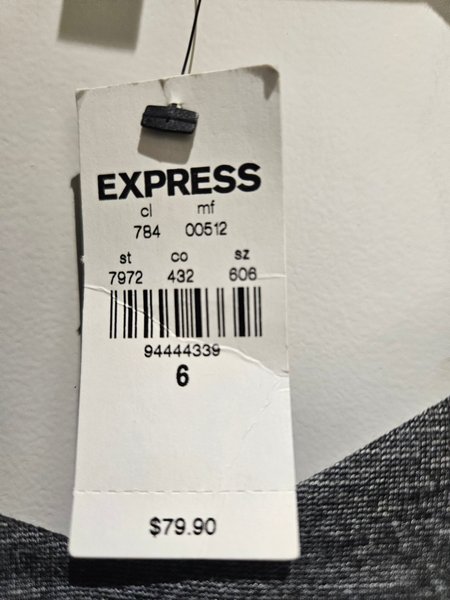 EXPRESS
cl mf
784 00512
st co sz
7972 432 606
94444339
6
$79.90